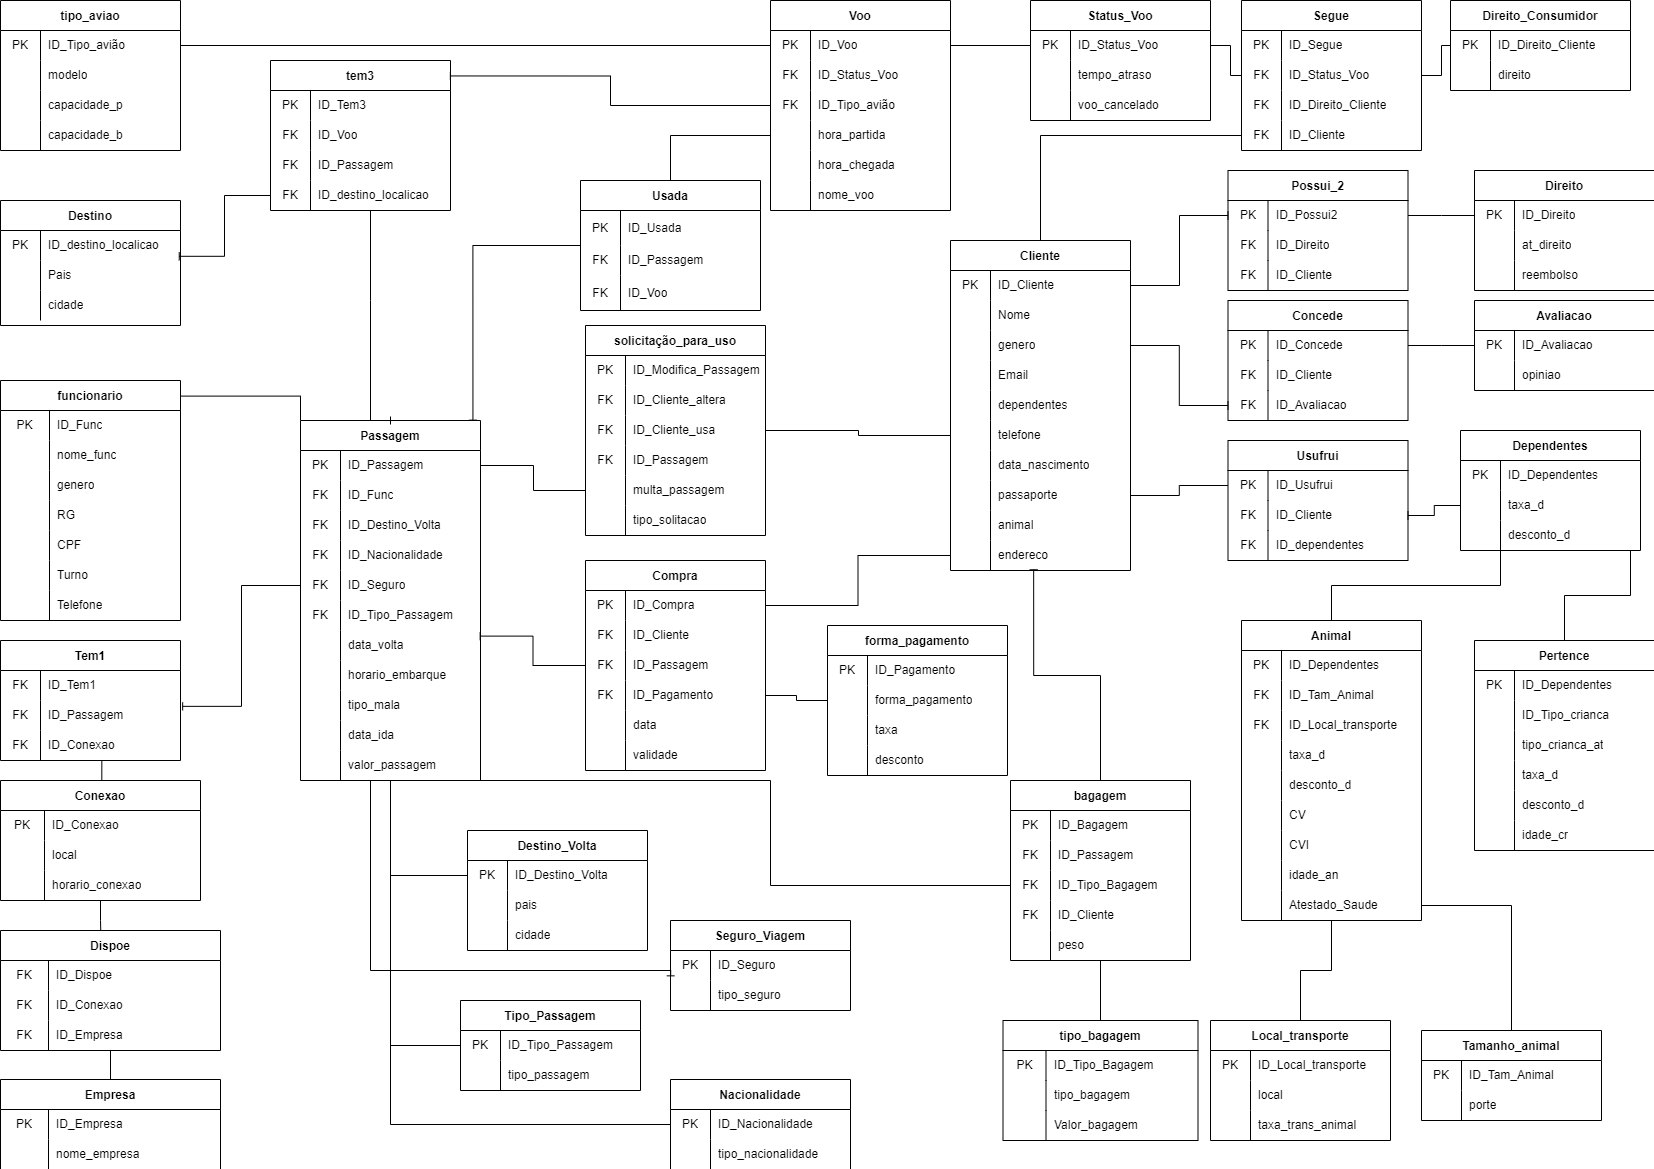 tipo_aviao
PK ID_Tipo_avião
modelo
capacidade_p
capacidade_b
tem3
PK ID_Tem3
FK ID_Voo
FK ID_Passagem
FK ID_destino_localicao
Voo
PK ID_Voo
FK ID_Status_Voo
FK ID_Tipo_avião
hora_partida
hora_chegada
nome_voo
Status_Voo
PK ID_Status_Voo
tempo_atraso
voo_cancelado
Segue
PK ID_Segue
FK ID_Status_Voo
FK ID_Direito_Cliente
FK ID_Cliente
Direito_Consumidor
PK ID_Direito_Cliente
direito
Destino
PK ID_destino_localicao
Pais
cidade
Usada
PK ID_Usada
FK ID_Passagem
FK ID_Voo
Possui_2
PK ID_Possui2
FK ID_Direito
FK ID_Cliente
Direito
PK ID_Direito
at_direito
reembolso
Cliente
PK ID_Cliente
Nome
genero
Email
dependentes
telefone
data_nascimento
passaporte
animal
endereco
Concede
PK ID_Concede
FK ID_Cliente
FK ID_Avaliacao
Avaliacao
PK ID_Avaliacao
opiniao
solicitação_para_uso
PK ID_Modifica_Passagem
FK ID_Cliente_altera
FK ID_Cliente_usa
FK ID_Passagem
multa_passagem
tipo_solitacao
funcionario
PK ID_Func
nome_func
genero
RG
CPF
Turno
Telefone
Passagem
PK ID_Passagem
FK ID_Func
FK ID_Destino_Volta
FK ID_Nacionalidade
FK ID_Seguro
FK ID_Tipo_Passagem
data_volta
horario_embarque
tipo_mala
data_ida
valor_passagem
Usufrui
PK ID_Usufrui
FK ID_Cliente
FK ID_dependentes
Dependentes
PK ID_Dependentes
taxa_d
desconto_d
Compra
PK ID_Compra
FK ID_Cliente
FK ID_Passagem
FK ID_Pagamento
data
validade
forma_pagamento
PK ID_Pagamento
forma_pagamento
taxa
desconto
Tem1
FK ID_Tem1
FK ID_Passagem
FK ID_Conexao
Animal
PK ID_Dependentes
FK ID_Tam_Animal
FK ID_Local_transporte
taxa_d
desconto_d
CV
CVI
idade_an
Atestado_Saude
Pertence
PK ID_Dependentes
ID_Tipo_crianca
tipo_crianca_at
taxa_d
desconto_d
idade_cr
Conexao
PK ID_Conexao
local
horario_conexao
bagagem
PK ID_Bagagem
FK ID_Passagem
FK ID_Tipo_Bagagem
FK ID_Cliente
peso
Destino_Volta
PK ID_Destino_Volta
pais
cidade
Seguro_Viagem
PK ID_Seguro
tipo_seguro
Dispoe
FK ID_Dispoe
FK ID_Conexao
FK ID_Empresa
Tipo_Passagem
PK ID_Tipo_Passagem
tipo_passagem
tipo_bagagem
PK ID_Tipo_Bagagem
tipo_bagagem
Valor_bagagem
Local_transporte
PK ID_Local_transporte
local
taxa_trans_animal
Tamanho_animal
PK ID_Tam_Animal
porte
Empresa
PK ID_Empresa
nome_empresa
Nacionalidade
PK ID_Nacionalidade
tipo_nacionalidade